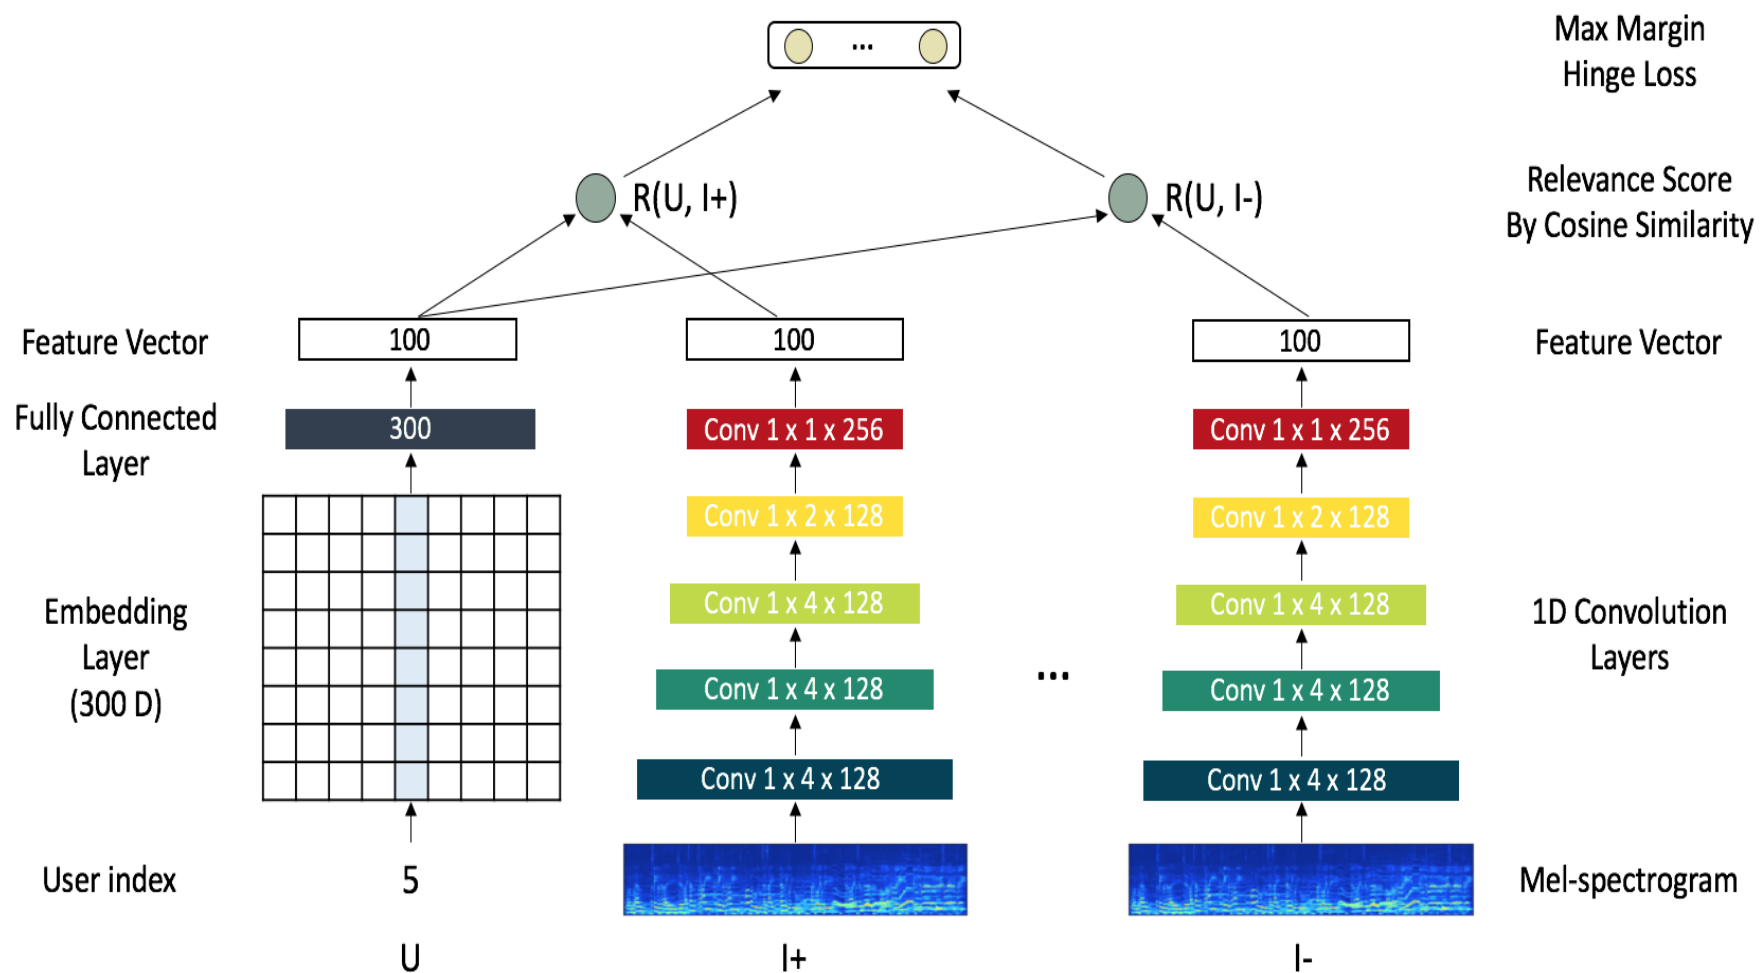 ...
Max Margin
Hinge Loss
R(U, I+)
R(U, I-)
Relevance Score
By Cosine Similarity
Feature Vector
100
100
100
Feature Vector
Fully Connected
Layer
300
Conv 1 x 1 x 256
Conv 1 x 1 x 256
Conv 1 x 2 x 128
Conv 1 x 2 x 128
Embedding
Layer
(300 D)
Conv 1 x 4 x 128
Conv 1 x 4 x 128
1D Convolution
Layers
Conv 1 x 4 x 128
...
Conv 1 x 4 x 128
Conv 1 x 4 x 128
Conv 1 x 4 x 128
User index
5
Mel-spectrogram
U
I+
I-